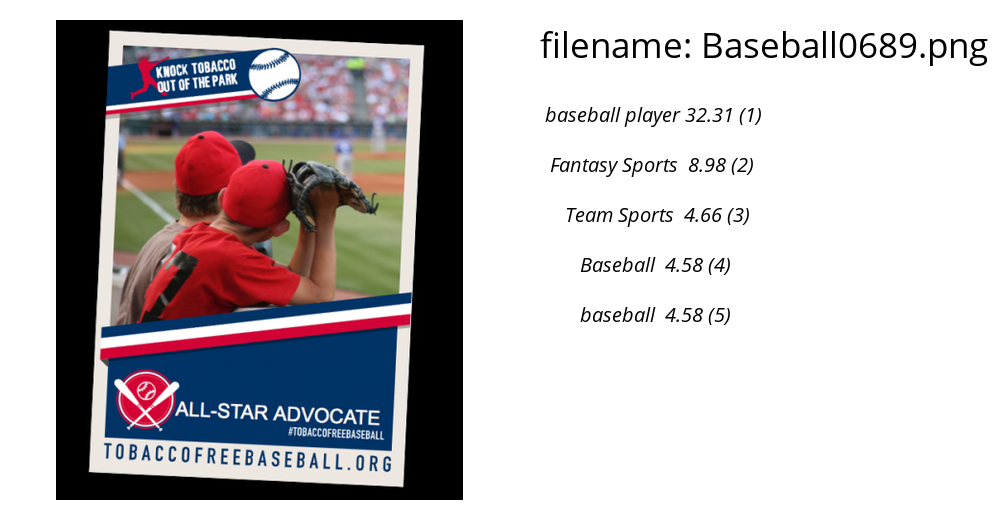 filename: Baseball0689.png
KNOCK TOBACCO
OUT OF THE PARK
baseball player 32.31 (1)
Fantasy Sports 8.98 (2)
Team Sports 4.66 (3)
Baseball 4.58 (4)
baseball 4.58 (5)
ALL-STAR ADVOCATE
#TOBACCOFREEBASEBALL
TOBACCOFREEBASEBALL.ORG